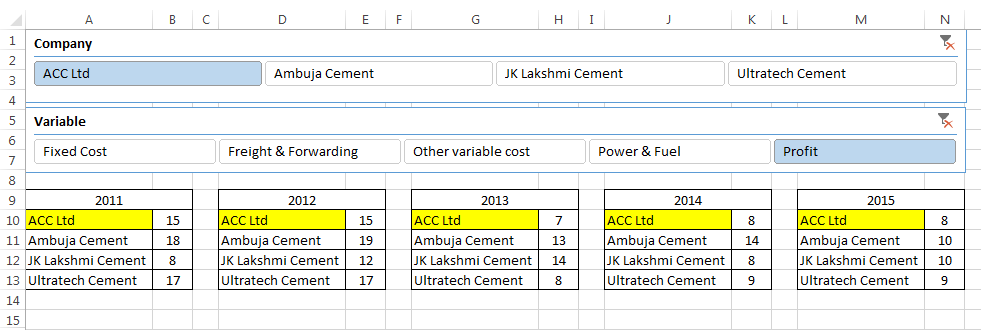 A B C D E F G H I J K L M N
1 Company
2
3 ACC Ltd Ambuja Cement JK Lakshmi Cement Ultratech Cement
4
5 Variable
6
7 Fixed Cost Freight & Forwarding Other variable cost Power & Fuel Profit
8
9 2011 2012 2013 2014 2015
10 ACC Ltd 15 ACC Ltd 15 ACC Ltd 7 ACC Ltd 8 ACC Ltd 8
11 Ambuja Cement 18 Ambuja Cement 19 Ambuja Cement 13 Ambuja Cement 14 Ambuja Cement 10
12 JK Lakshmi Cement 8 JK Lakshmi Cement 12 JK Lakshmi Cement 14 JK Lakshmi Cement 8 JK Lakshmi Cement 10
13 Ultratech Cement 17 Ultratech Cement 17 Ultratech Cement 8 Ultratech Cement 9 Ultratech Cement 9
14
15